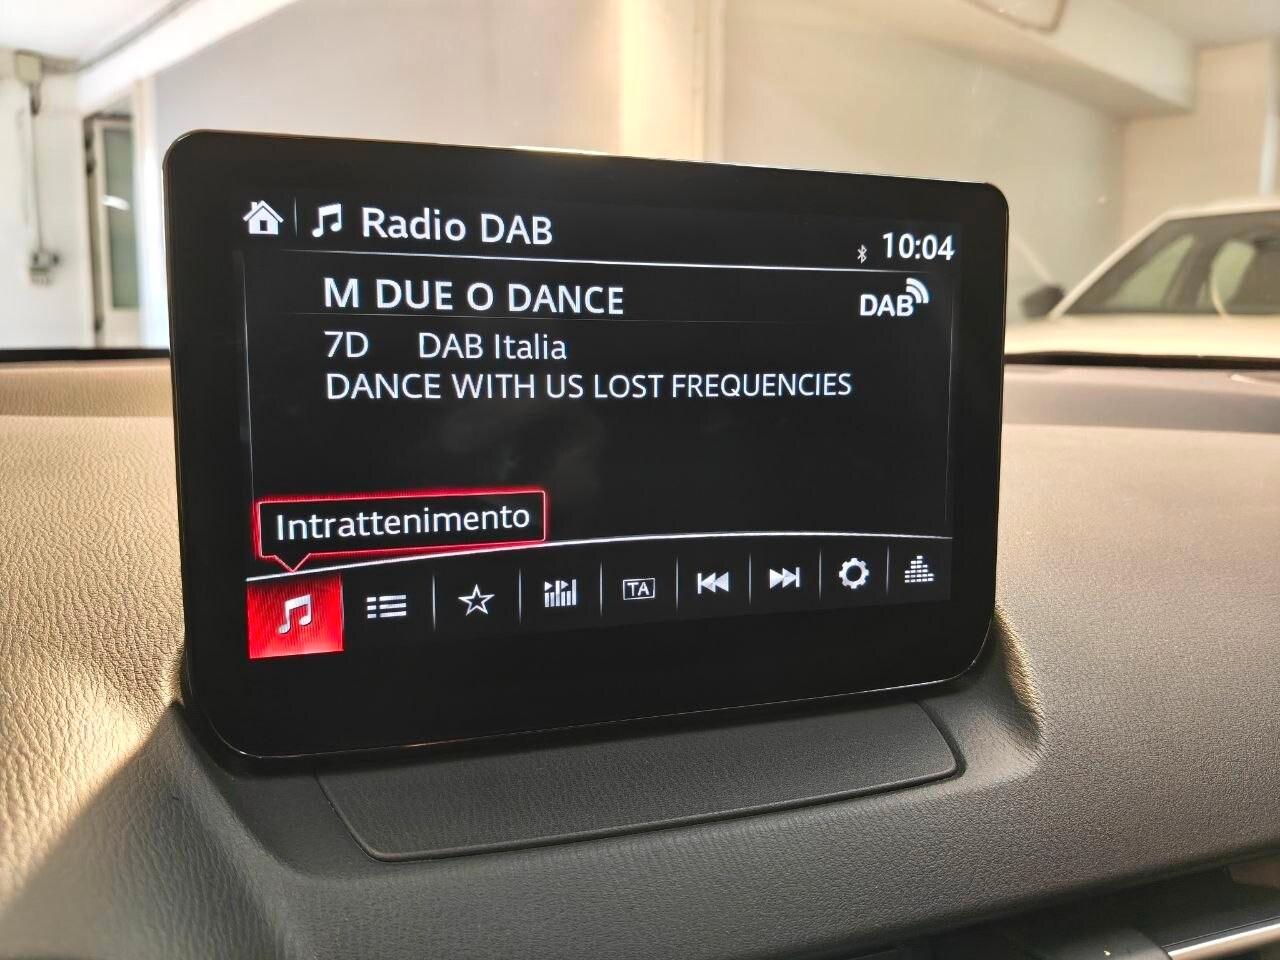 Radio DAB
10:04
M DUE O DANCE
DAB
7D DAB Italia
DANCE WITH US LOST FREQUENCIES
Intrattenimento
TA